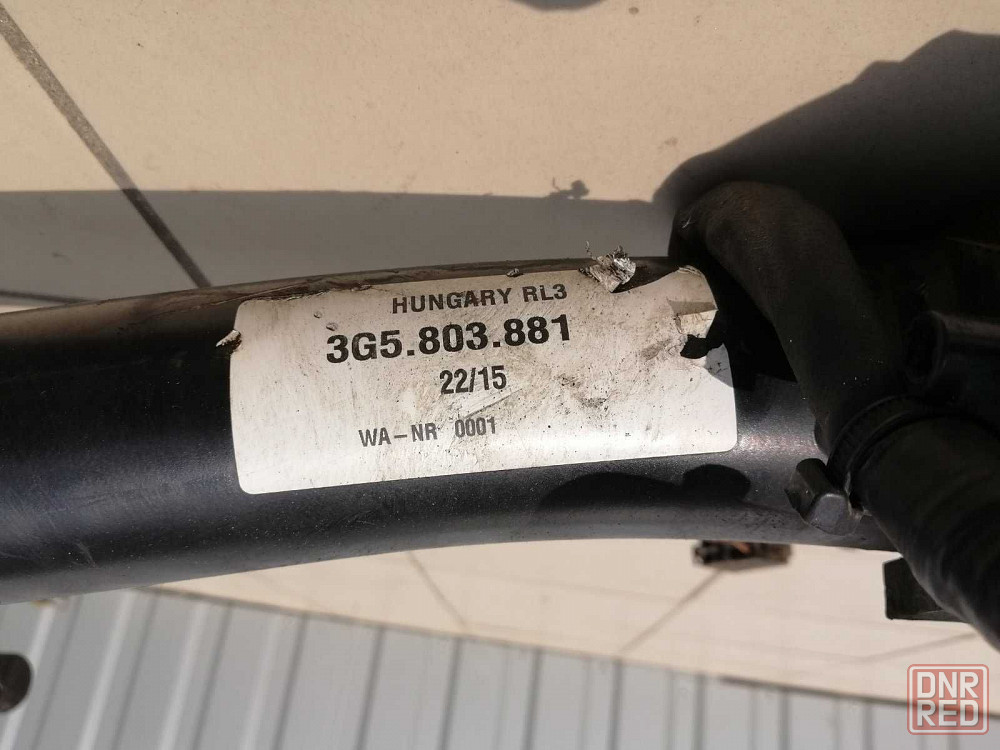 HUNGARY RL3
3G5.803.881
22/15
WA-NR 0001
DNR
RED